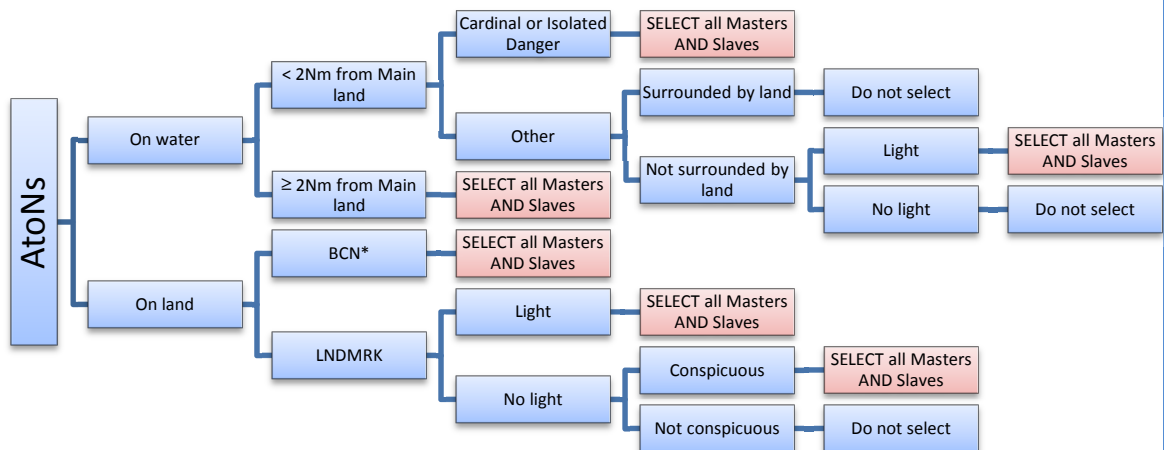 AtoNs
On water
< 2Nm from Main
land
Cardinal or Isolated
Danger
SELECT all Masters
AND Slaves
Other
Surrounded by land
Do not select
Not surrounded by
land
Light
SELECT all Masters
AND Slaves
No light
Do not select
≥ 2Nm from Main
land
SELECT all Masters
AND Slaves
On land
BCN*
SELECT all Masters
AND Slaves
LNDMRK
Light
SELECT all Masters
AND Slaves
No light
Conspicuous
SELECT all Masters
AND Slaves
Not conspicuous
Do not select